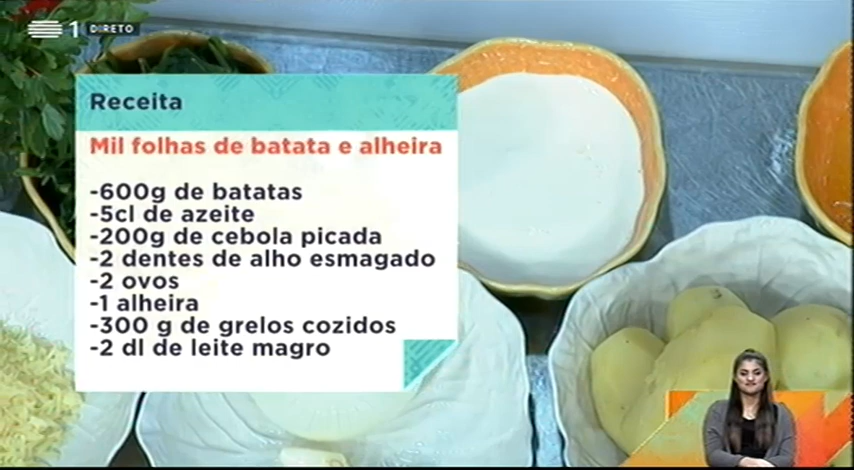 1 DIRETO
Receita
Mil folhas de batata e alheira
-600g de batatas
-5cl de azeite
-200g de cebola picada
-2 dentes de alho esmagado
-2 ovos
-1 alheira
-300 g de grelos cozidos
-2 dl de leite magro